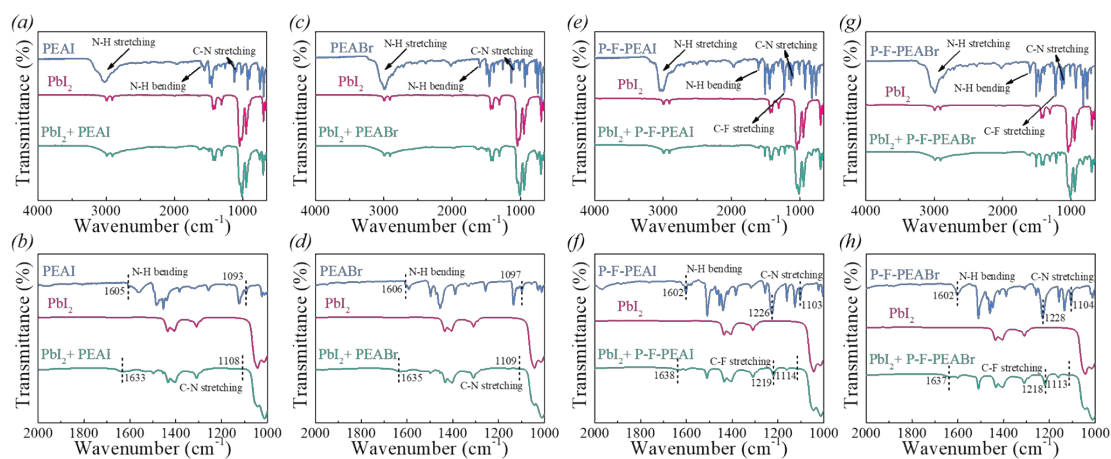 (a)
PEAI
N-H stretching
C-N stretching
N-H bending
PbI2
PbI2+ PEAI
Transmittance (%)
4000 3000 2000 1000
Wavenumber (cm-1)
(c)
PEABr
N-H stretching
C-N stretching
N-H bending
PbI2
PbI2+ PEABr
Transmittance (%)
4000 3000 2000 1000
Wavenumber (cm-1)
(e)
P-F-PEAI
N-H stretching
C-N stretching
N-H bending
PbI2
C-F stretching
PbI2+ P-F-PEAI
Transmittance (%)
4000 3000 2000 1000
Wavenumber (cm-1)
(g)
P-F-PEABr
N-H stretching
C-N stretching
N-H bending
PbI2
C-F stretching
PbI2+ P-F-PEABr
Transmittance (%)
4000 3000 2000 1000
Wavenumber (cm-1)
(b)
PEAI
N-H bending
1093
1605
PbI2
PbI2+ PEAI
1108
1633
C-N stretching
Transmittance (%)
2000 1800 1600 1400 1200 1000
Wavenumber (cm-1)
(d)
PEABr
N-H bending
1097
1606
PbI2
PbI2+ PEABr
1109
1635
C-N stretching
Transmittance (%)
2000 1800 1600 1400 1200 1000
Wavenumber (cm-1)
(f)
P-F-PEAI
N-H bending
C-N stretching
1602
1103
1226
PbI2
PbI2+ P-F-PEAI
C-F stretching
1638
1219
1114
Transmittance (%)
2000 1800 1600 1400 1200 1000
Wavenumber (cm-1)
(h)
P-F-PEABr
N-H bending
C-N stretching
1602
1104
1228
PbI2
PbI2+ P-F-PEABr
C-F stretching
1637
1218
1113
Transmittance (%)
2000 1800 1600 1400 1200 1000
Wavenumber (cm-1)